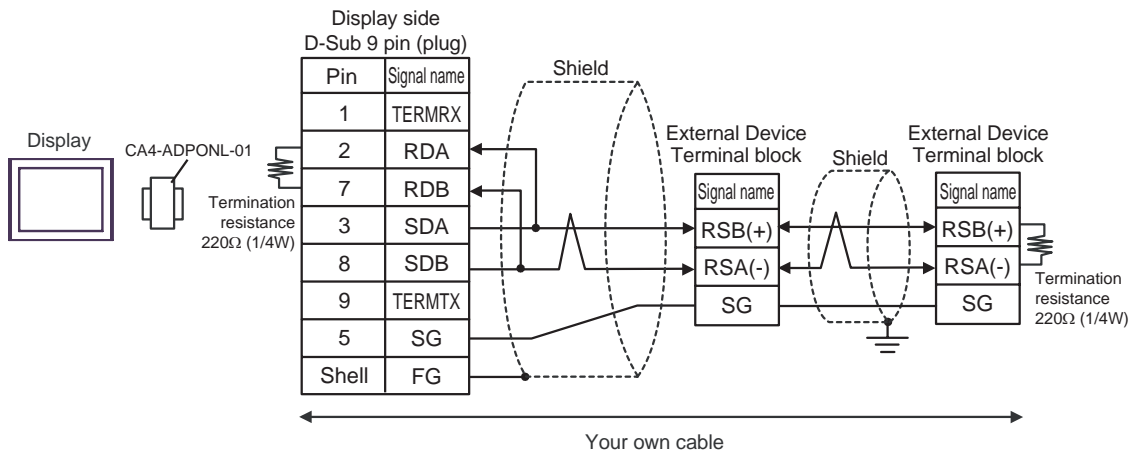 Display side
D-Sub 9 pin (plug)
Pin Signal name
1 TERMRX
2 RDA
7 RDB
3 SDA
8 SDB
9 TERMTX
5 SG
Shell FG
Display
CA4-ADPONL-01
Termination
resistance
220Ω (1/4W)
Shield
External Device
Terminal block
Signal name
RSB(+)
RSA(-)
SG
Shield
External Device
Terminal block
Signal name
RSB(+)
RSA(-)
SG
Termination
resistance
220Ω (1/4W)
Your own cable